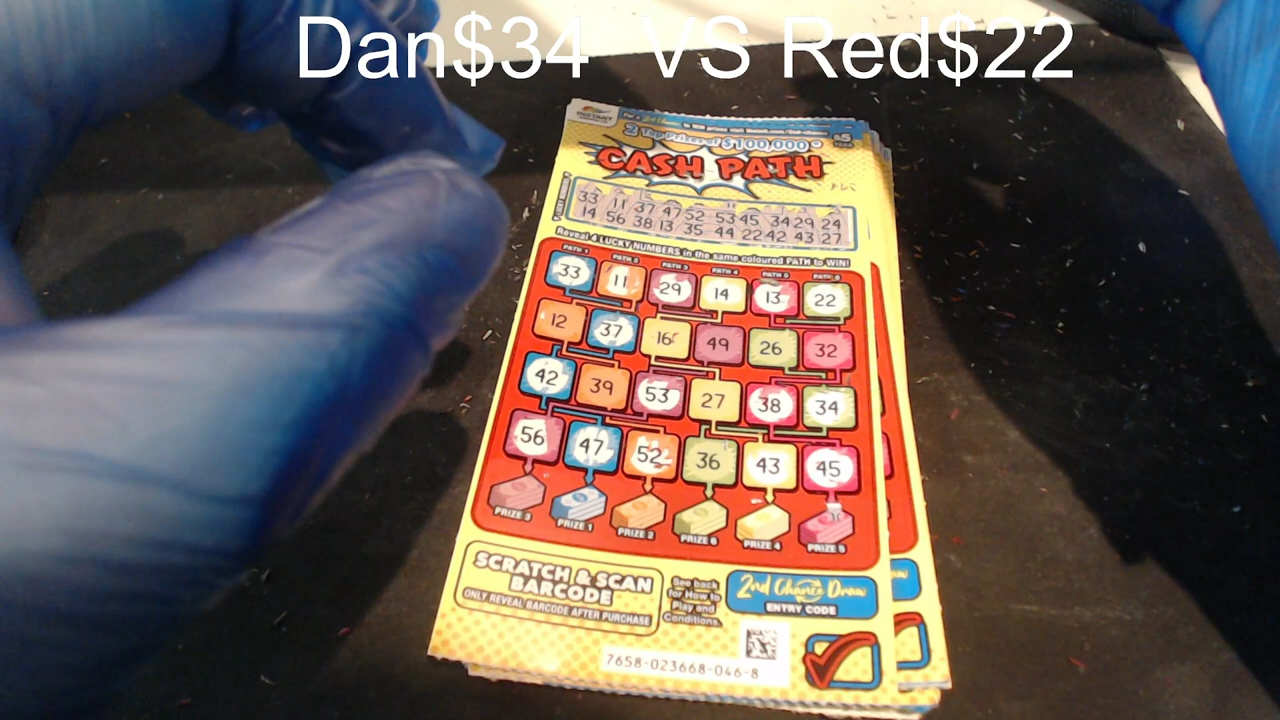 Dan$34 VS Red$22
INSTANT
$5
2 Top Prizes of $100,000
CASH PATH
33 11 37 47 52 53 45 34 29 24
14 56 38 13 35 44 22 42 43 27
Reveal 4 LUCKY NUMBERS in the same coloured PATH to WIN!
PATH 1 PATH 2 PATH 3 PATH 4 PATH 5 PATH 6
33 11 29 14 13 22
12 37 16 49 26 32
42 39 53 27 38 34
56 47 52 36 43 45
PRIZE 3 PRIZE 1 PRIZE 2 PRIZE 6 PRIZE 4 PRIZE 5
SCRATCH & SCAN
BARCODE
ONLY REVEAL BARCODE AFTER PURCHASE
See back
for How to
Play and
Conditions.
2nd Chance Draw
ENTRY CODE
7658-023668-046-8